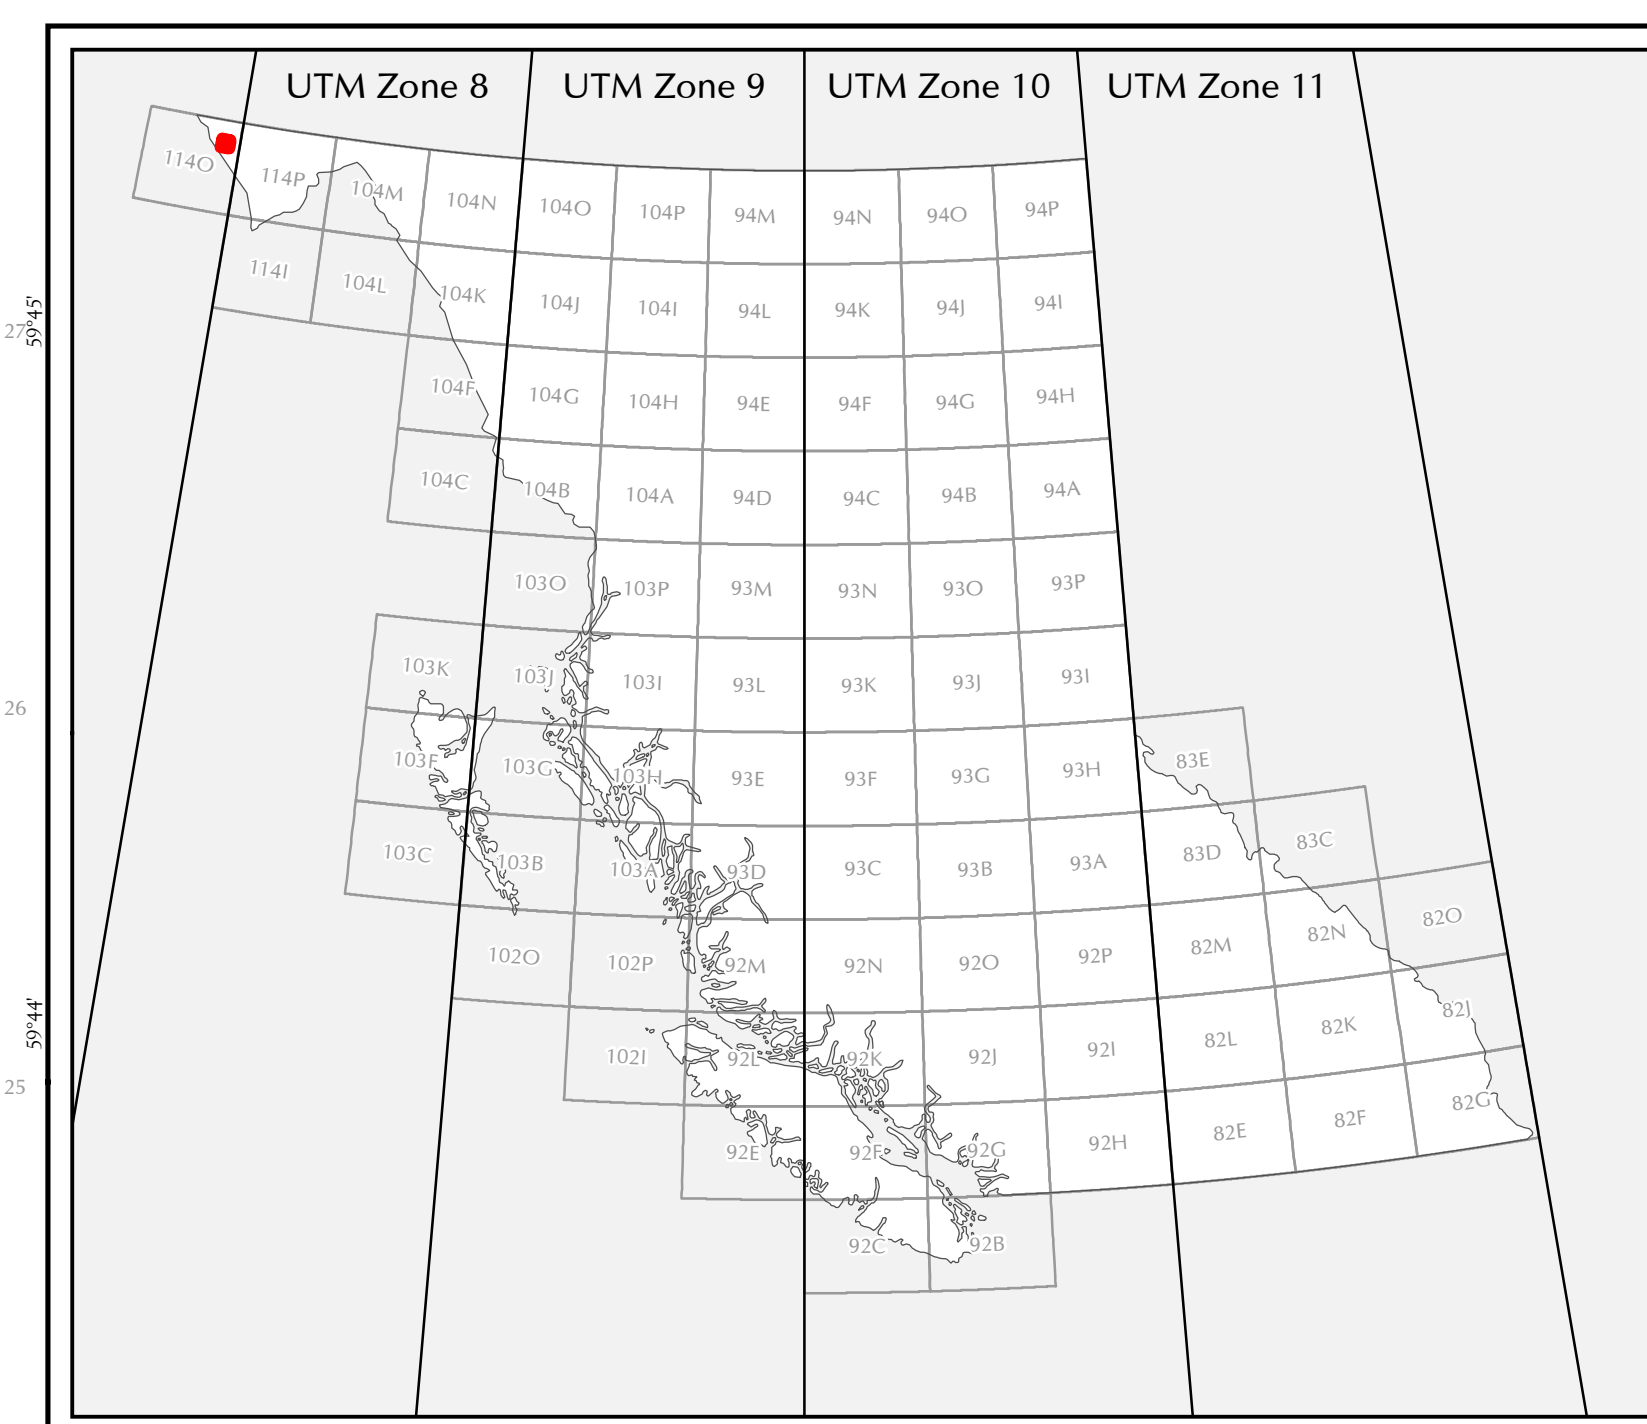 UTM Zone 8 UTM Zone 9 UTM Zone 10 UTM Zone 11
114O 114P 104M 104N 104O 104P 94M 94N 94O 94P
114I 104L 104K 104J 104I 94L 94K 94J 94I
27
59°45'
104F 104G 104H 94E 94F 94G 94H
104C 104B 104A 94D 94C 94B 94A
103O 103P 93M 93N 93O 93P
103K 103J 103I 93L 93K 93J 93I
26
103F 103G 103H 93E 93F 93G 93H 83E
103C 103B 103A 93D 93C 93B 93A 83D 83C
102O 102P 92M 92N 92O 92P 82M 82N 82O
59°44'
102I 92L 92K 92J 92I 82L 82K 82J
25
92E 92F 92G 92H 82E 82F 82G
92C 92B